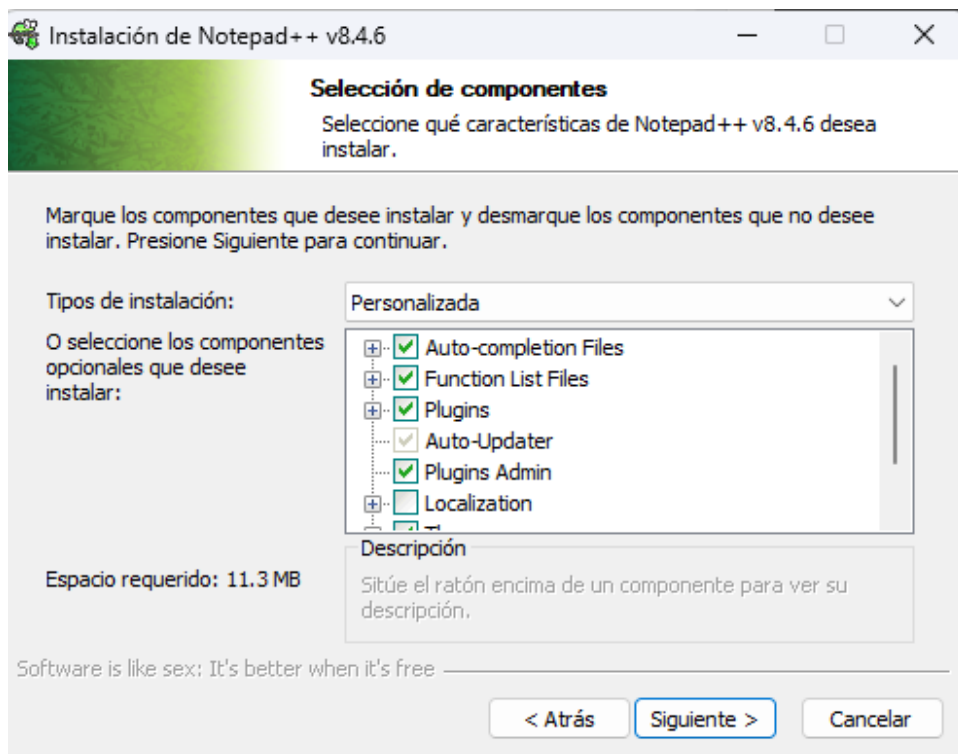 Instalación de Notepad++ v8.4.6
Selección de componentes
Seleccione qué características de Notepad++ v8.4.6 desea
instalar.
Marque los componentes que desee instalar y desmarque los componentes que no desee
instalar. Presione Siguiente para continuar.
Tipos de instalación:
Personalizada
O seleccione los componentes
opcionales que desee
instalar:
Auto-completion Files
Function List Files
Plugins
Auto-Updater
Plugins Admin
Localization
Espacio requerido: 11.3 MB
Descripción
Sitúe el ratón encima de un componente para ver su
descripción.
Software is like sex: It's better when it's free
< Atrás
Siguiente >
Cancelar